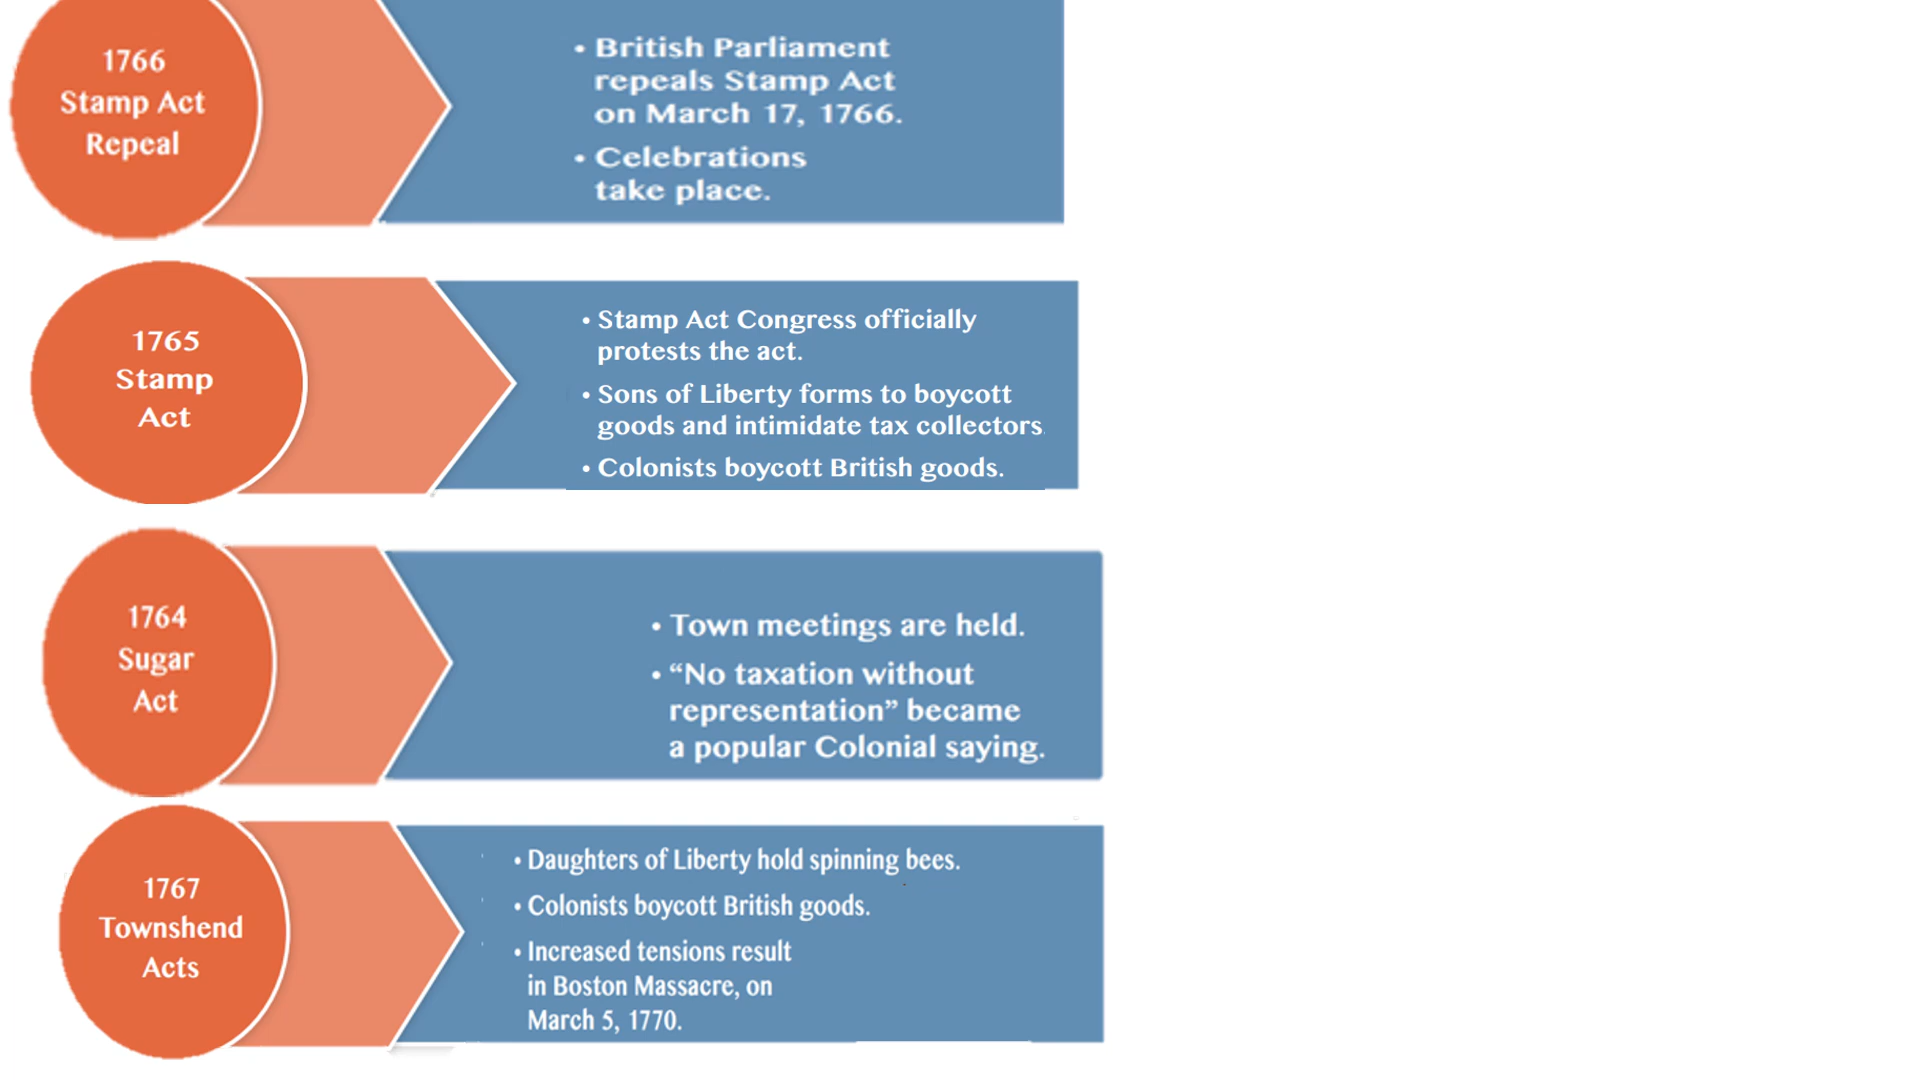 1766
Stamp Act
Repeal
• British Parliament
repeals Stamp Act
on March 17, 1766.
• Celebrations
take place.
1765
Stamp
Act
• Stamp Act Congress officially
protests the act.
• Sons of Liberty forms to boycott
goods and intimidate tax collectors.
• Colonists boycott British goods.
1764
Sugar
Act
• Town meetings are held.
• “No taxation without
representation” became
a popular Colonial saying.
1767
Townshend
Acts
• Daughters of Liberty hold spinning bees.
• Colonists boycott British goods.
• Increased tensions result
in Boston Massacre, on
March 5, 1770.